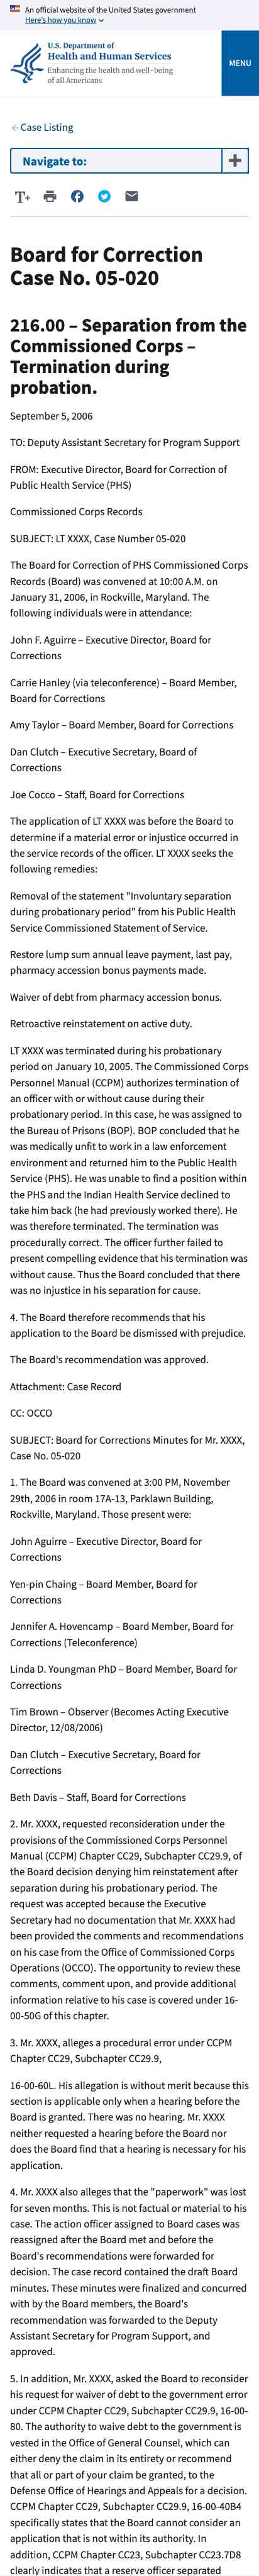 An official website of the United States government
Here's how you know
U.S. Department of
Health and Human Services
Enhancing the health and well-being
of all Americans
MENU
Case Listing
Navigate to:
T+
Board for Correction
Case No. 05-020
216.00 – Separation from the
Commissioned Corps –
Termination during
probation.
September 5, 2006
TO: Deputy Assistant Secretary for Program Support
FROM: Executive Director, Board for Correction of
Public Health Service (PHS)
Commissioned Corps Records
SUBJECT: LT XXXX, Case Number 05-020
The Board for Correction of PHS Commissioned Corps
Records (Board) was convened at 10:00 A.M. on
January 31, 2006, in Rockville, Maryland. The
following individuals were in attendance:
John F. Aguirre – Executive Director, Board for
Corrections
Carrie Hanley (via teleconference) – Board Member,
Board for Corrections
Amy Taylor – Board Member, Board for Corrections
Dan Clutch – Executive Secretary, Board of
Corrections
Joe Cocco – Staff, Board for Corrections
The application of LT XXXX was before the Board to
determine if a material error or injustice occurred in
the service records of the officer. LT XXXX seeks the
following remedies:
Removal of the statement "Involuntary separation
during probationary period" from his Public Health
Service Commissioned Statement of Service.
Restore lump sum annual leave payment, last pay,
pharmacy accession bonus payments made.
Waiver of debt from pharmacy accession bonus.
Retroactive reinstatement on active duty.
LT XXXX was terminated during his probationary
period on January 10, 2005. The Commissioned Corps
Personnel Manual (CCPM) authorizes termination of
an officer with or without cause during their
probationary period. In this case, he was assigned to
the Bureau of Prisons (BOP). BOP concluded that he
was medically unfit to work in a law enforcement
environment and returned him to the Public Health
Service (PHS). He was unable to find a position within
the PHS and the Indian Health Service declined to
take him back (he had previously worked there). He
was therefore terminated. The termination was
procedurally correct. The officer further failed to
present compelling evidence that his termination was
without cause. Thus the Board concluded that there
was no injustice in his separation for cause.
4. The Board therefore recommends that his
application to the Board be dismissed with prejudice.
The Board's recommendation was approved.
Attachment: Case Record
CC: OCCO
SUBJECT: Board for Corrections Minutes for Mr. XXXX,
Case No. 05-020
1. The Board was convened at 3:00 PM, November
29th, 2006 in room 17A-13, Parklawn Building,
Rockville, Maryland. Those present were:
John Aguirre – Executive Director, Board for
Corrections
Yen-pin Chaing – Board Member, Board for
Corrections
Jennifer A. Hovencamp – Board Member, Board for
Corrections (Teleconference)
Linda D. Youngman PhD – Board Member, Board for
Corrections
Tim Brown – Observer (Becomes Acting Executive
Director, 12/08/2006)
Dan Clutch – Executive Secretary, Board for
Corrections
Beth Davis – Staff, Board for Corrections
2. Mr. XXXX, requested reconsideration under the
provisions of the Commissioned Corps Personnel
Manual (CCPM) Chapter CC29, Subchapter CC29.9, of
the Board decision denying him reinstatement after
separation during his probationary period. The
request was accepted because the Executive
Secretary had no documentation that Mr. XXXX had
been provided the comments and recommendations
on his case from the Office of Commissioned Corps
Operations (OCCO). The opportunity to review these
comments, comment upon, and provide additional
information relative to his case is covered under 16-
00-50G of this chapter.
3. Mr. XXXX, alleges a procedural error under CCPM
Chapter CC29, Subchapter CC29.9,
16-00-60L. His allegation is without merit because this
section is applicable only when a hearing before the
Board is granted. There was no hearing. Mr. XXXX
neither requested a hearing before the Board nor
does the Board find that a hearing is necessary for his
application.
4. Mr. XXXX also alleges that the "paperwork" was lost
for seven months. This is not factual or material to his
case. The action officer assigned to Board cases was
reassigned after the Board met and before the
Board's recommendations were forwarded for
decision. The case record contained the draft Board
minutes. These minutes were finalized and concurred
with by the Board members, the Board's
recommendation was forwarded to the Deputy
Assistant Secretary for Program Support, and
approved.
5. In addition, Mr. XXXX, asked the Board to reconsider
his request for waiver of debt to the government error
under CCPM Chapter CC29, Subchapter CC29.9, 16-00-
80. The authority to waive debt to the government is
vested in the Office of General Counsel, which can
either deny the claim in its entirety or recommend
that all or part of your claim be granted, to the
Defense Office of Hearings and Appeals for a decision.
CCPM Chapter CC29, Subchapter CC29.9, 16-00-40B4
specifically states that the Board cannot consider an
application that is not within its authority. In
addition, CCPM Chapter CC23, Subchapter CC23.7D8
clearly indicates that a reserve officer separated